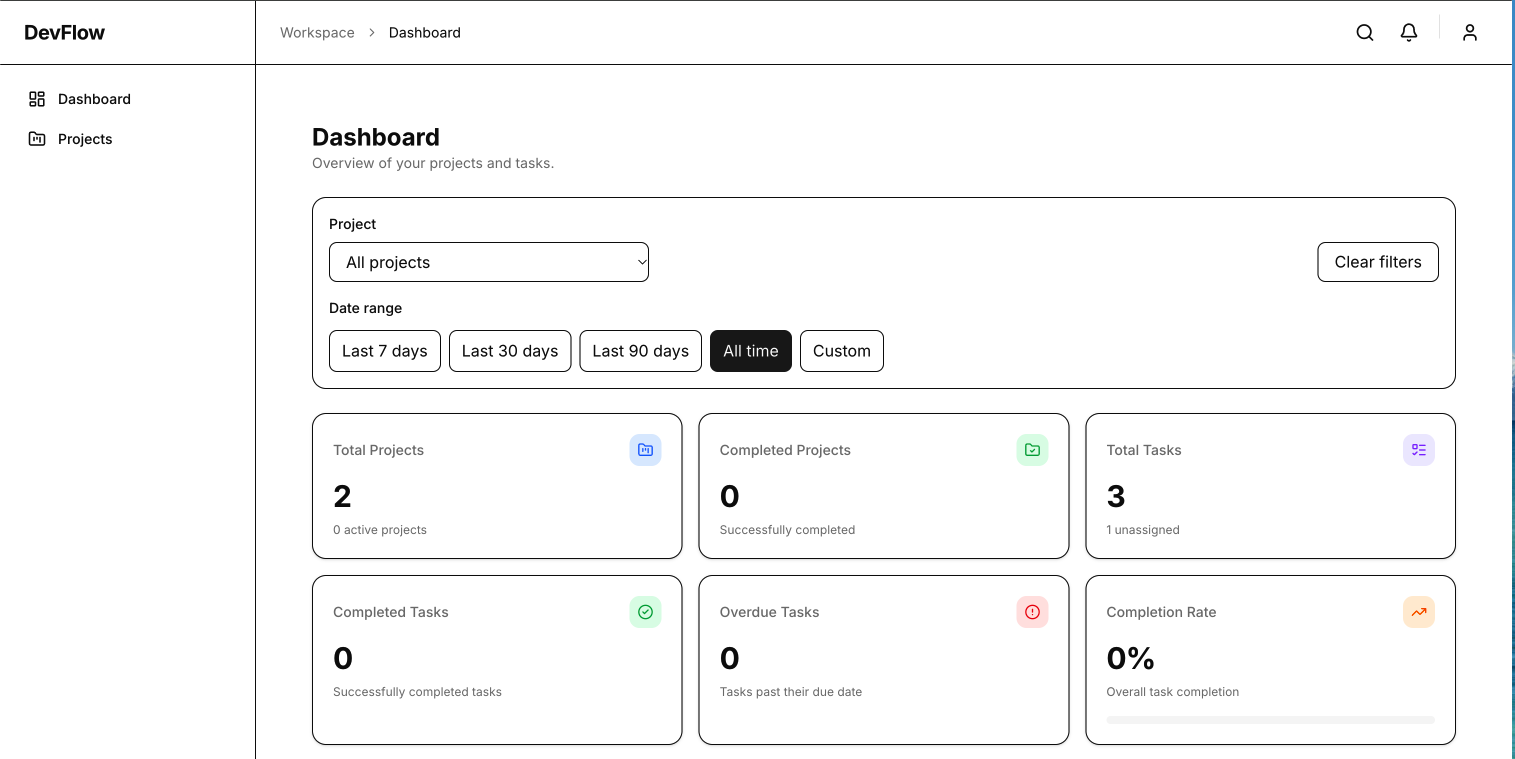 DevFlow
Workspace
Dashboard
Dashboard
Projects
Dashboard
Overview of your projects and tasks.
Project
All projects
Clear filters
Date range
Last 7 days
Last 30 days
Last 90 days
All time
Custom
Total Projects
2
0 active projects
Completed Projects
0
Successfully completed
Total Tasks
3
1 unassigned
Completed Tasks
0
Successfully completed tasks
Overdue Tasks
0
Tasks past their due date
Completion Rate
0%
Overall task completion